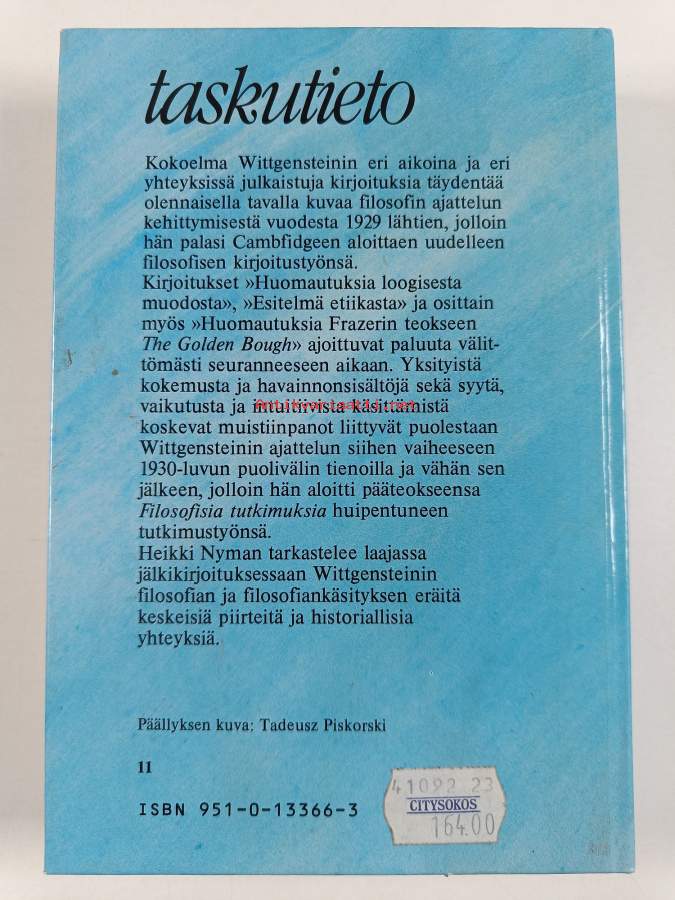 taskutieto
Kokoelma Wittgensteinin eri aikoina ja eri
yhteyksissä julkaistuja kirjoituksia täydentää
olennaisella tavalla kuvaa filosofin ajattelun
kehittymisestä vuodesta 1929 lähtien, jolloin
hän palasi Cambfidgeen aloittaen uudelleen
filosofisen kirjoitustyönsä.
Kirjoitukset »Huomautuksia loogisesta
muodosta», »Esitelmä etiikasta» ja osittain
myös »Huomautuksia Frazerin teokseen
The Golden Bough» ajoittuvat paluuta välit-
tömästi seuranneeseen aikaan. Yksityistä
kokemusta ja havainnonsisältöjä sekä syytä,
vaikutusta ja intuitiivista käsittämistä
Antikvariaatti.net
koskevat muistiinpanot liittyvät puolestaan
Wittgensteinin ajattelun siihen vaiheeseen
1930-luvun puolivälin tienoilla ja vähän sen
jälkeen, jolloin hän aloitti pääteokseensa
Filosofisia tutkimuksia huipentuneen
tutkimustyönsä.
Heikki Nyman tarkastelee laajassa
jälkikirjoituksessaan Wittgensteinin
filosofian ja filosofiankäsityksen eräitä
keskeisiä piirteitä ja historiallisia
yhteyksiä.
Päällyksen kuva: Tadeusz Piskorski
11
ISBN 951-0-13366-3
41092 23
CITYSOKOS
164.00